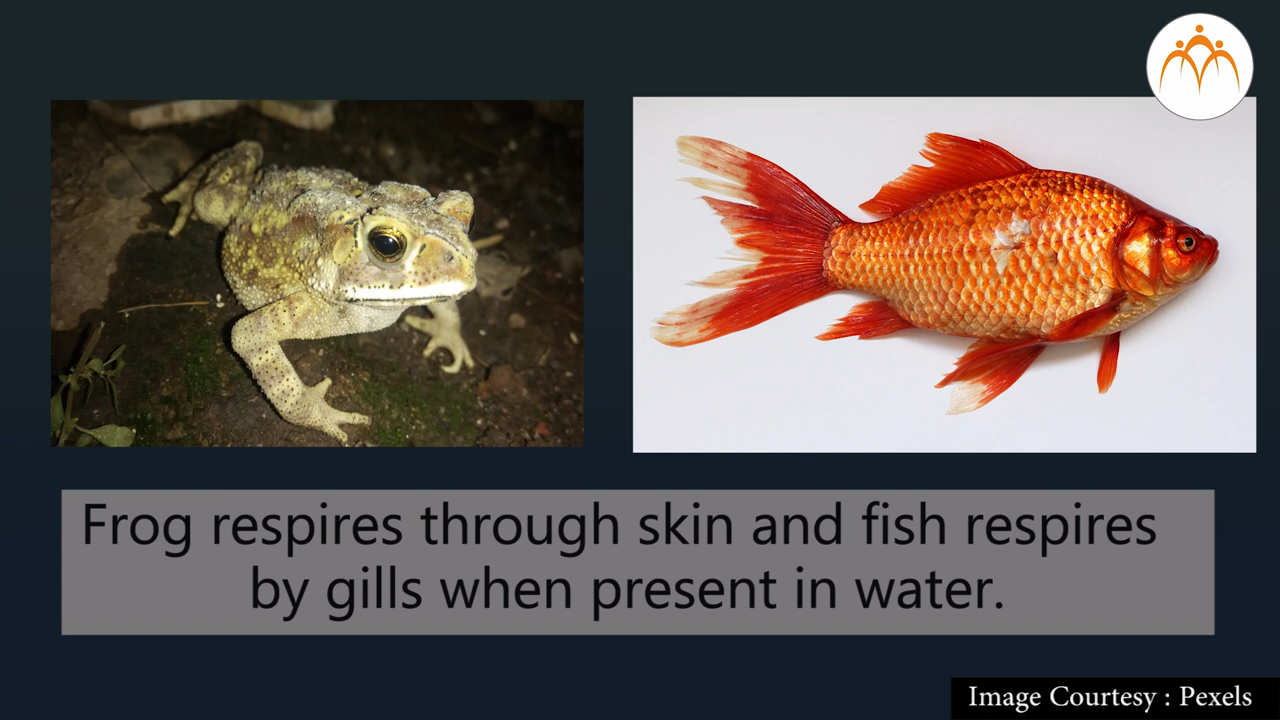 Frog respires through skin and fish respires
by gills when present in water.
Image Courtesy : Pexels